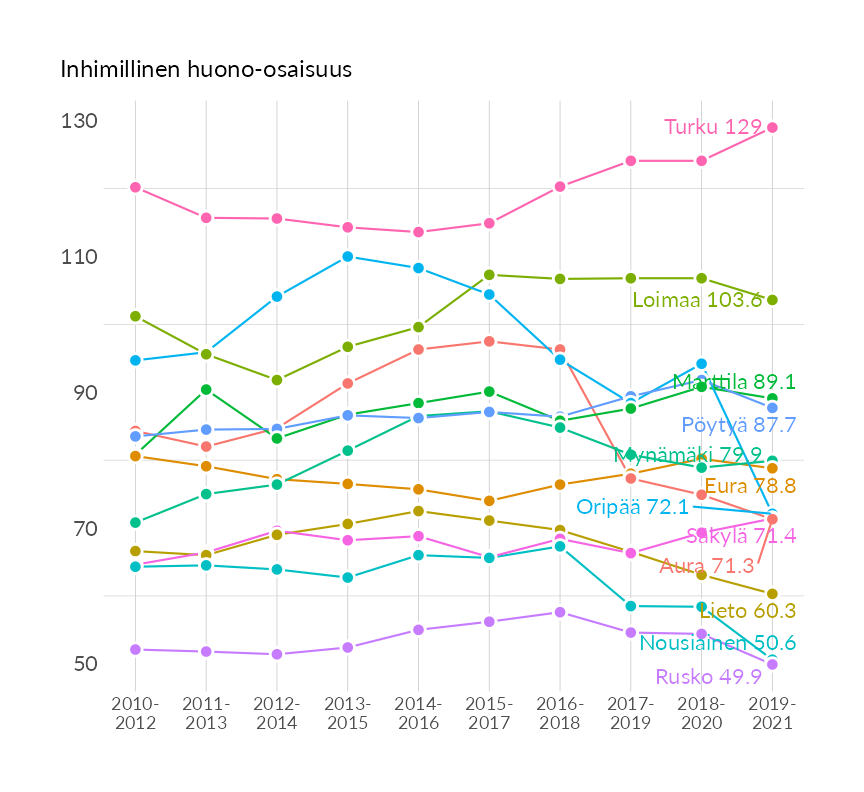 Inhimillinen huono-osaisuus
130
110
90
70
50
Turku 129
Loimaa 103.6
Marttila 89.1
Pöytyä 87.7
Mynämäki 79.9
Eura 78.8
Oripää 72.1
Säkylä 71.4
Aura 71.3
Lieto 60.3
Nousiainen 50.6
Rusko 49.9
2010-
2012
2011-
2013
2012-
2014
2013-
2015
2014-
2016
2015-
2017
2016-
2018
2017-
2019
2018-
2020
2019-
2021